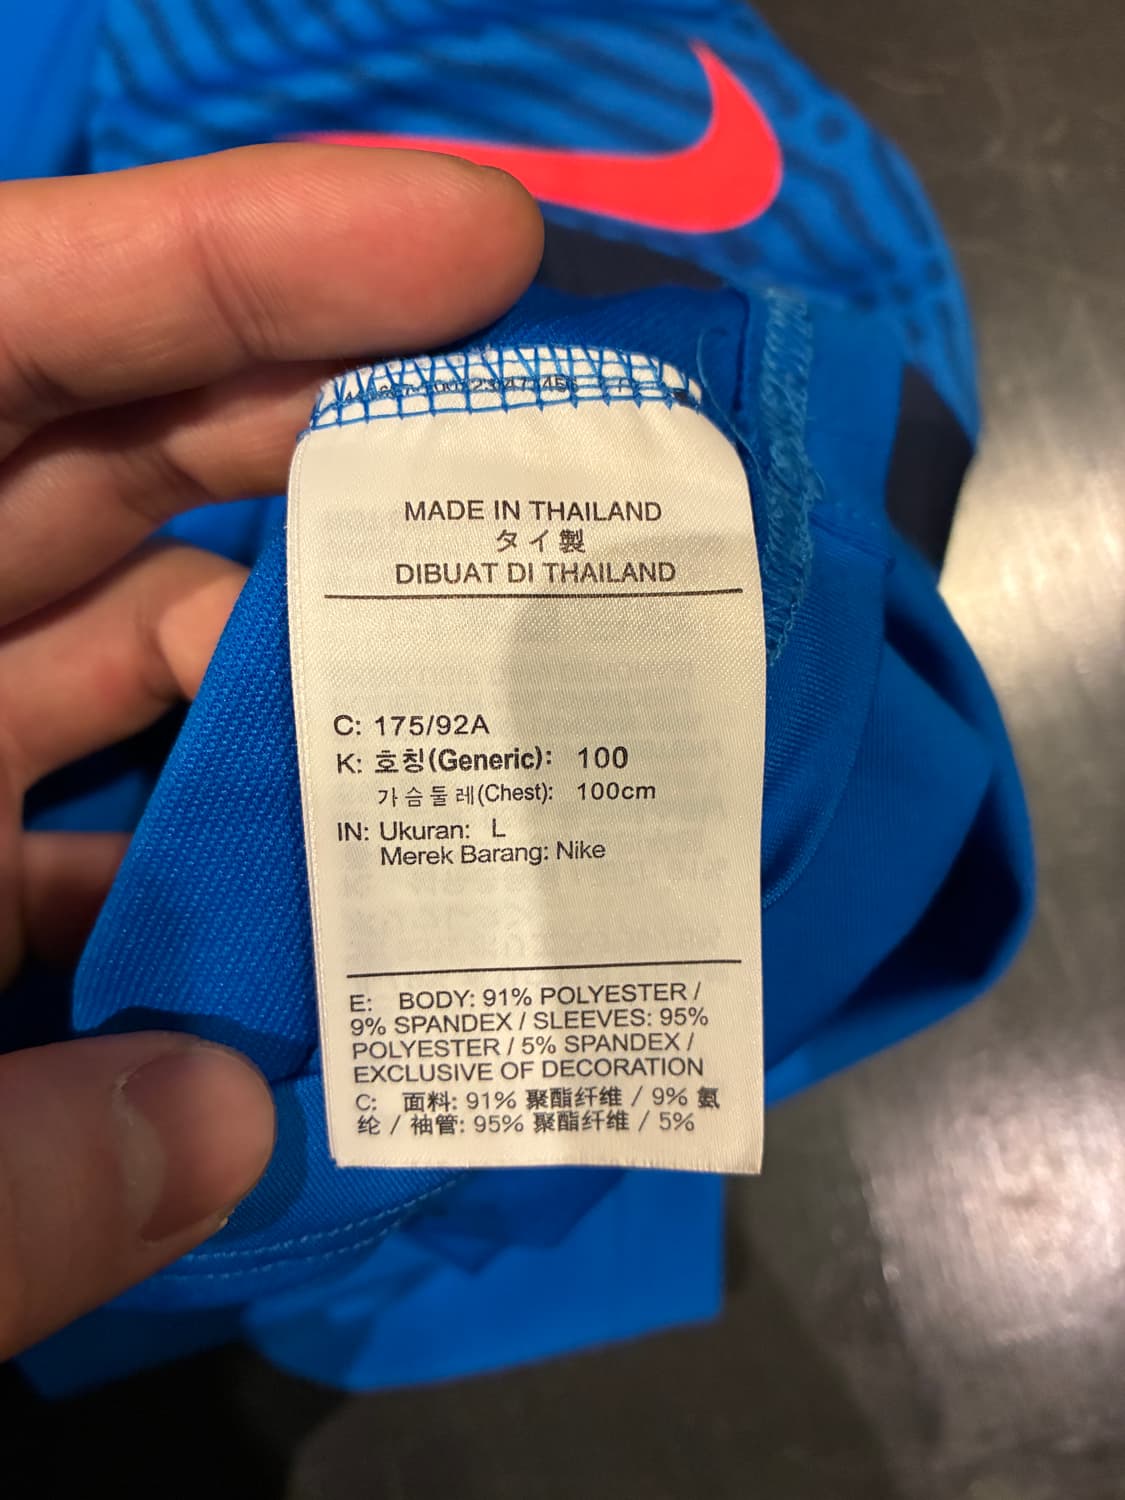 MADE IN THAILAND
タイ製
DIBUAT DI THAILAND
C: 175/92A
K: 호칭(Generic): 100
가슴둘레(Chest): 100cm
IN: Ukuran: L
Merek Barang: Nike
E: BODY: 91% POLYESTER /
9% SPANDEX / SLEEVES: 95%
POLYESTER / 5% SPANDEX /
EXCLUSIVE OF DECORATION
C: 面料: 91% 聚酯纤维 / 9% 氨
纶 / 袖管: 95% 聚酯纤维 / 5%